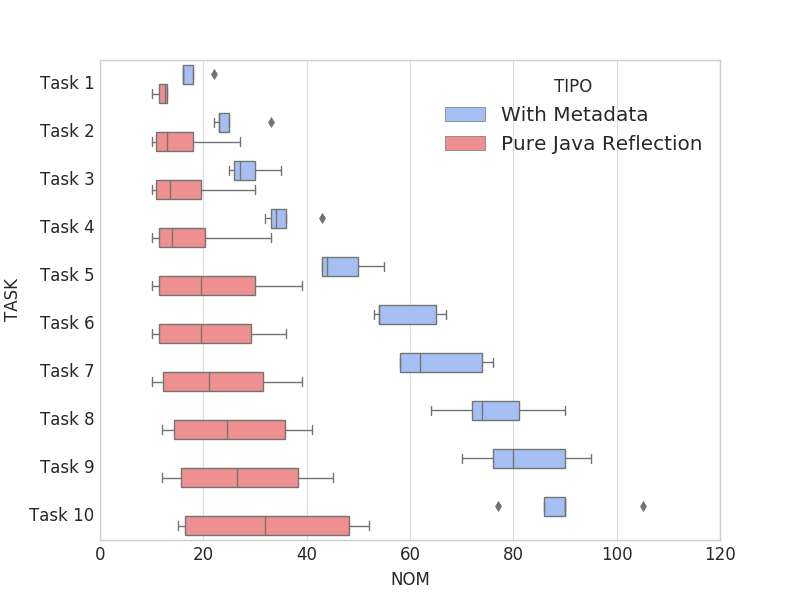 Task 1
Task 2
Task 3
Task 4
Task 5
Task 6
Task 7
Task 8
Task 9
Task 10
TASK
TIPO
With Metadata
Pure Java Reflection
0 20 40 60 80 100 120
NOM